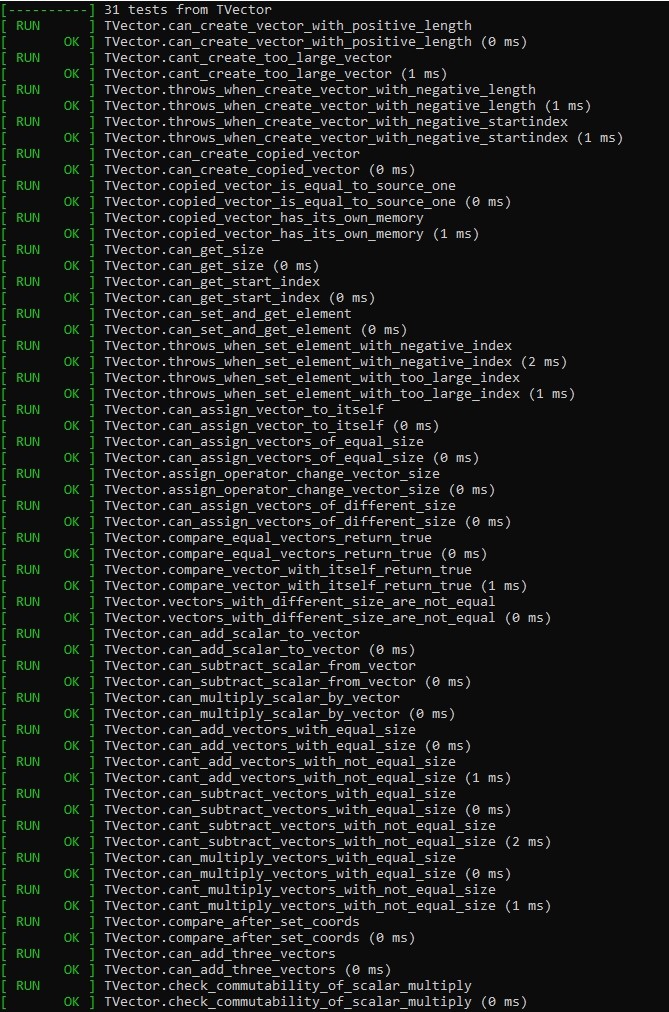 [----------] 31 tests from TVector
[ RUN      ] TVector.can_create_vector_with_positive_length
[       OK ] TVector.can_create_vector_with_positive_length (0 ms)
[ RUN      ] TVector.cant_create_too_large_vector
[       OK ] TVector.cant_create_too_large_vector (1 ms)
[ RUN      ] TVector.throws_when_create_vector_with_negative_length
[       OK ] TVector.throws_when_create_vector_with_negative_length (1 ms)
[ RUN      ] TVector.throws_when_create_vector_with_negative_startindex
[       OK ] TVector.throws_when_create_vector_with_negative_startindex (1 ms)
[ RUN      ] TVector.can_create_copied_vector
[       OK ] TVector.can_create_copied_vector (0 ms)
[ RUN      ] TVector.copied_vector_is_equal_to_source_one
[       OK ] TVector.copied_vector_is_equal_to_source_one (0 ms)
[ RUN      ] TVector.copied_vector_has_its_own_memory
[       OK ] TVector.copied_vector_has_its_own_memory (1 ms)
[ RUN      ] TVector.can_get_size
[       OK ] TVector.can_get_size (0 ms)
[ RUN      ] TVector.can_get_start_index
[       OK ] TVector.can_get_start_index (0 ms)
[ RUN      ] TVector.can_set_and_get_element
[       OK ] TVector.can_set_and_get_element (0 ms)
[ RUN      ] TVector.throws_when_set_element_with_negative_index
[       OK ] TVector.throws_when_set_element_with_negative_index (2 ms)
[ RUN      ] TVector.throws_when_set_element_with_too_large_index
[       OK ] TVector.throws_when_set_element_with_too_large_index (1 ms)
[ RUN      ] TVector.can_assign_vector_to_itself
[       OK ] TVector.can_assign_vector_to_itself (0 ms)
[ RUN      ] TVector.can_assign_vectors_of_equal_size
[       OK ] TVector.can_assign_vectors_of_equal_size (0 ms)
[ RUN      ] TVector.assign_operator_change_vector_size
[       OK ] TVector.assign_operator_change_vector_size (0 ms)
[ RUN      ] TVector.can_assign_vectors_of_different_size
[       OK ] TVector.can_assign_vectors_of_different_size (0 ms)
[ RUN      ] TVector.compare_equal_vectors_return_true
[       OK ] TVector.compare_equal_vectors_return_true (0 ms)
[ RUN      ] TVector.compare_vector_with_itself_return_true
[       OK ] TVector.compare_vector_with_itself_return_true (1 ms)
[ RUN      ] TVector.vectors_with_different_size_are_not_equal
[       OK ] TVector.vectors_with_different_size_are_not_equal (0 ms)
[ RUN      ] TVector.can_add_scalar_to_vector
[       OK ] TVector.can_add_scalar_to_vector (0 ms)
[ RUN      ] TVector.can_subtract_scalar_from_vector
[       OK ] TVector.can_subtract_scalar_from_vector (0 ms)
[ RUN      ] TVector.can_multiply_scalar_by_vector
[       OK ] TVector.can_multiply_scalar_by_vector (0 ms)
[ RUN      ] TVector.can_add_vectors_with_equal_size
[       OK ] TVector.can_add_vectors_with_equal_size (0 ms)
[ RUN      ] TVector.cant_add_vectors_with_not_equal_size
[       OK ] TVector.cant_add_vectors_with_not_equal_size (1 ms)
[ RUN      ] TVector.can_subtract_vectors_with_equal_size
[       OK ] TVector.can_subtract_vectors_with_equal_size (0 ms)
[ RUN      ] TVector.cant_subtract_vectors_with_not_equal_size
[       OK ] TVector.cant_subtract_vectors_with_not_equal_size (2 ms)
[ RUN      ] TVector.can_multiply_vectors_with_equal_size
[       OK ] TVector.can_multiply_vectors_with_equal_size (0 ms)
[ RUN      ] TVector.cant_multiply_vectors_with_not_equal_size
[       OK ] TVector.cant_multiply_vectors_with_not_equal_size (1 ms)
[ RUN      ] TVector.compare_after_set_coords
[       OK ] TVector.compare_after_set_coords (0 ms)
[ RUN      ] TVector.can_add_three_vectors
[       OK ] TVector.can_add_three_vectors (0 ms)
[ RUN      ] TVector.check_commutability_of_scalar_multiply
[       OK ] TVector.check_commutability_of_scalar_multiply (0 ms)